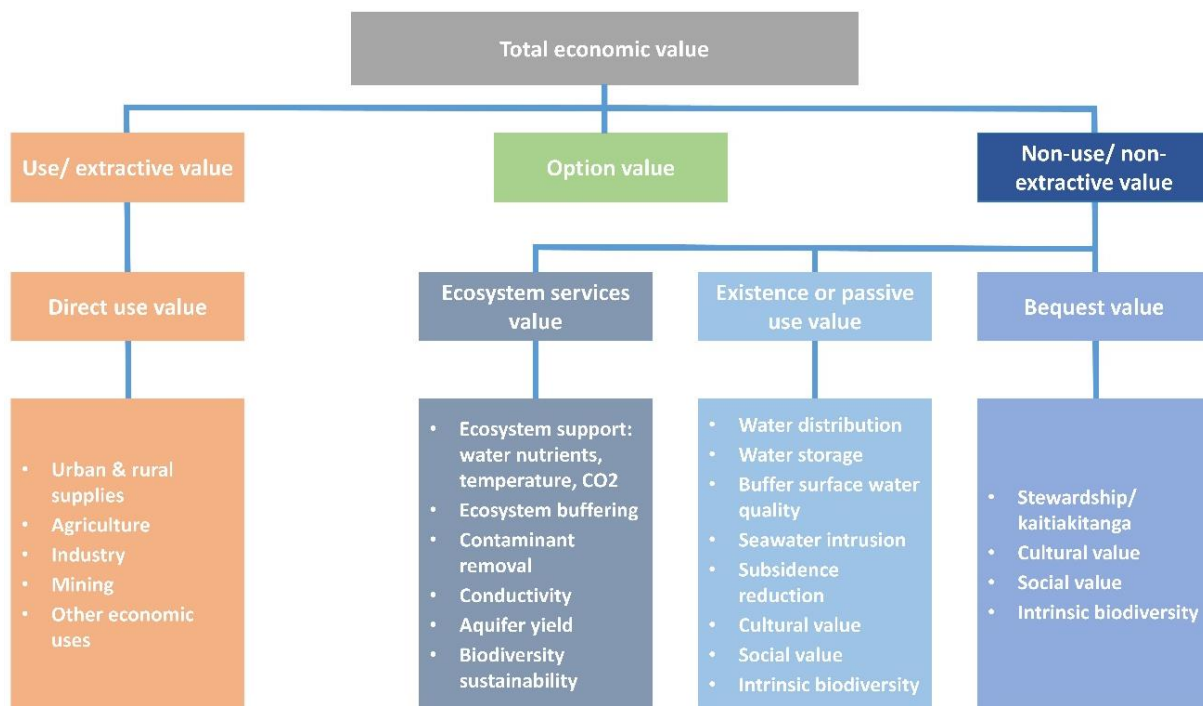 Total economic value
Use/ extractive value
Option value
Non-use/ non-
extractive value
Direct use value
Ecosystem services
value
Existence or passive
use value
Bequest value
• Urban & rural
supplies
• Agriculture
• Industry
• Mining
• Other economic
uses
• Ecosystem support:
water nutrients,
temperature, CO2
• Ecosystem buffering
• Contaminant
removal
• Conductivity
• Aquifer yield
• Biodiversity
sustainability
• Water distribution
• Water storage
• Buffer surface water
quality
• Seawater intrusion
• Subsidence
reduction
• Cultural value
• Social value
• Intrinsic biodiversity
• Stewardship/
kaitiakitanga
• Cultural value
• Social value
• Intrinsic biodiversity